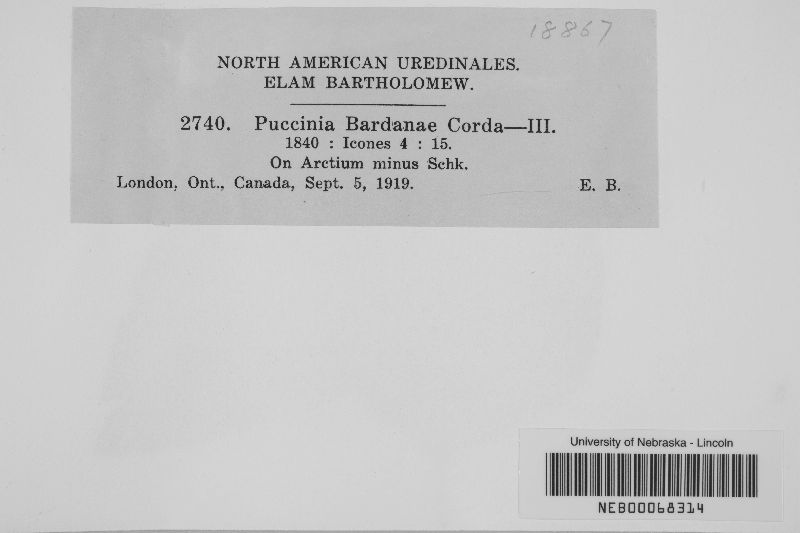 18867
NORTH AMERICAN UREDINALES.
ELAM BARTHOLOMEW.
2740. Puccinia Bardanae Corda—III.
1840 : Icones 4 : 15.
On Arctium minus Schk.
London, Ont., Canada, Sept. 5, 1919. E. B.
University of Nebraska - Lincoln
NEB00068314